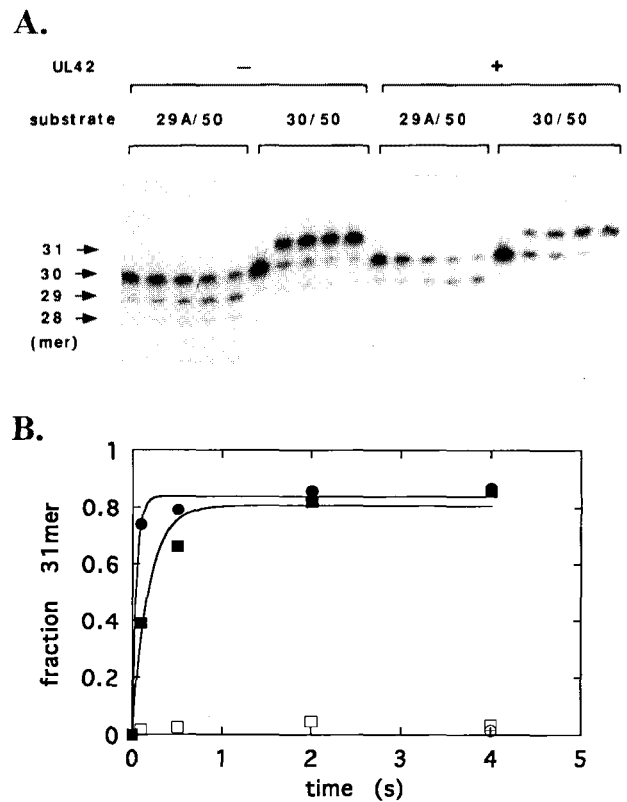 A.
UL42 − +
substrate 29A/50 30/50 29A/50 30/50
31
30
29
28
(mer)
B.
1
0.8
0.6
0.4
0.2
0
fraction 31mer
0 1 2 3 4 5
time (s)